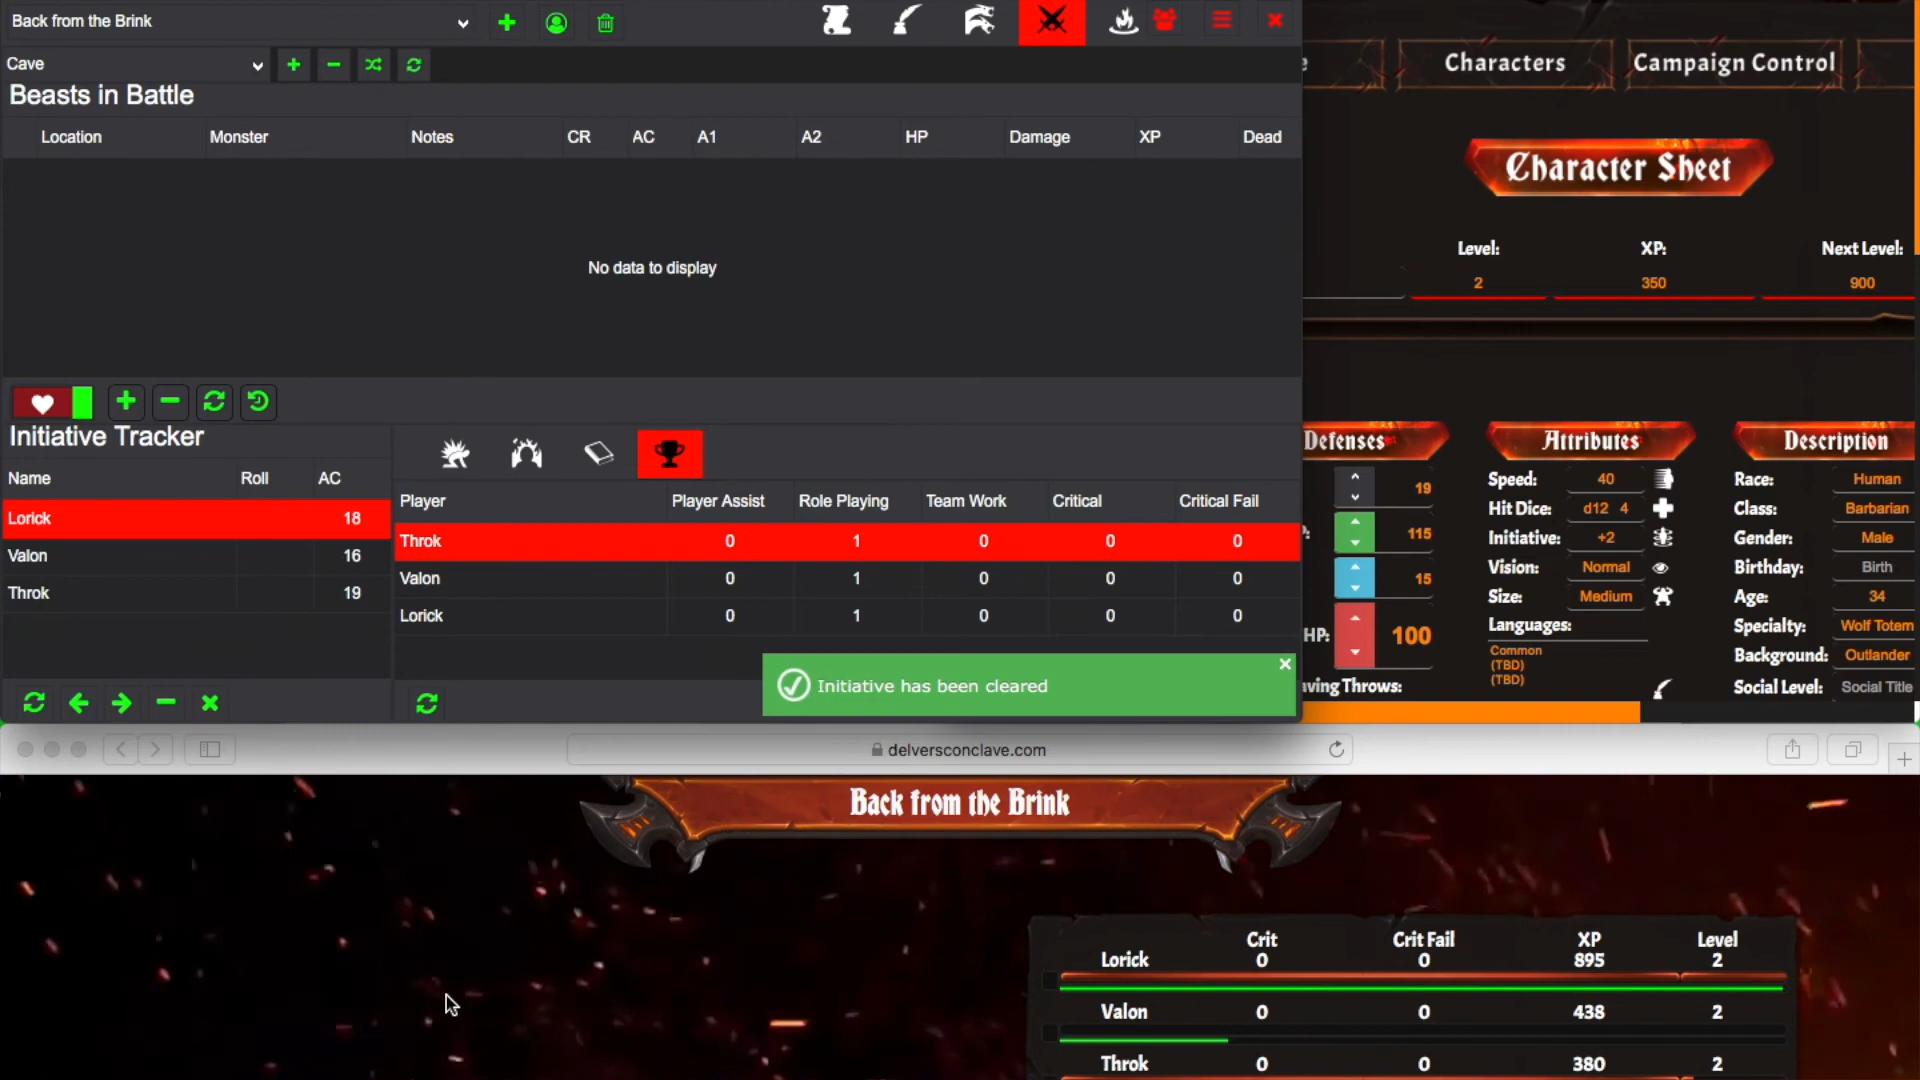 Back from the Brink
Cave
Beasts in Battle
Location Monster Notes CR AC A1 A2 HP Damage XP Dead
No data to display
Initiative Tracker
Name Roll AC
Lorick 18
Valon 16
Throk 19
Player Player Assist Role Playing Team Work Critical Critical Fail
Throk 0 1 0 0 0
Valon 0 1 0 0 0
Lorick 0 1 0 0 0
Initiative has been cleared
e Characters Campaign Control
Character Sheet
Level: XP: Next Level:
2 350 900
Defenses Attributes Description
19 Speed: 40 Race: Human
Hit Dice: d12 4 Class: Barbarian
: 115 Initiative: +2 Gender: Male
15 Vision: Normal Birthday: Birth
Size: Medium Age: 34
HP: 100 Languages: Specialty: Wolf Totem
Common
(TBD)
(TBD)
Background: Outlander
aving Throws: Social Level: Social Title
delversconclave.com
Back from the Brink
Crit Crit Fail XP Level
Lorick 0 0 895 2
Valon 0 0 438 2
Throk 0 0 380 2